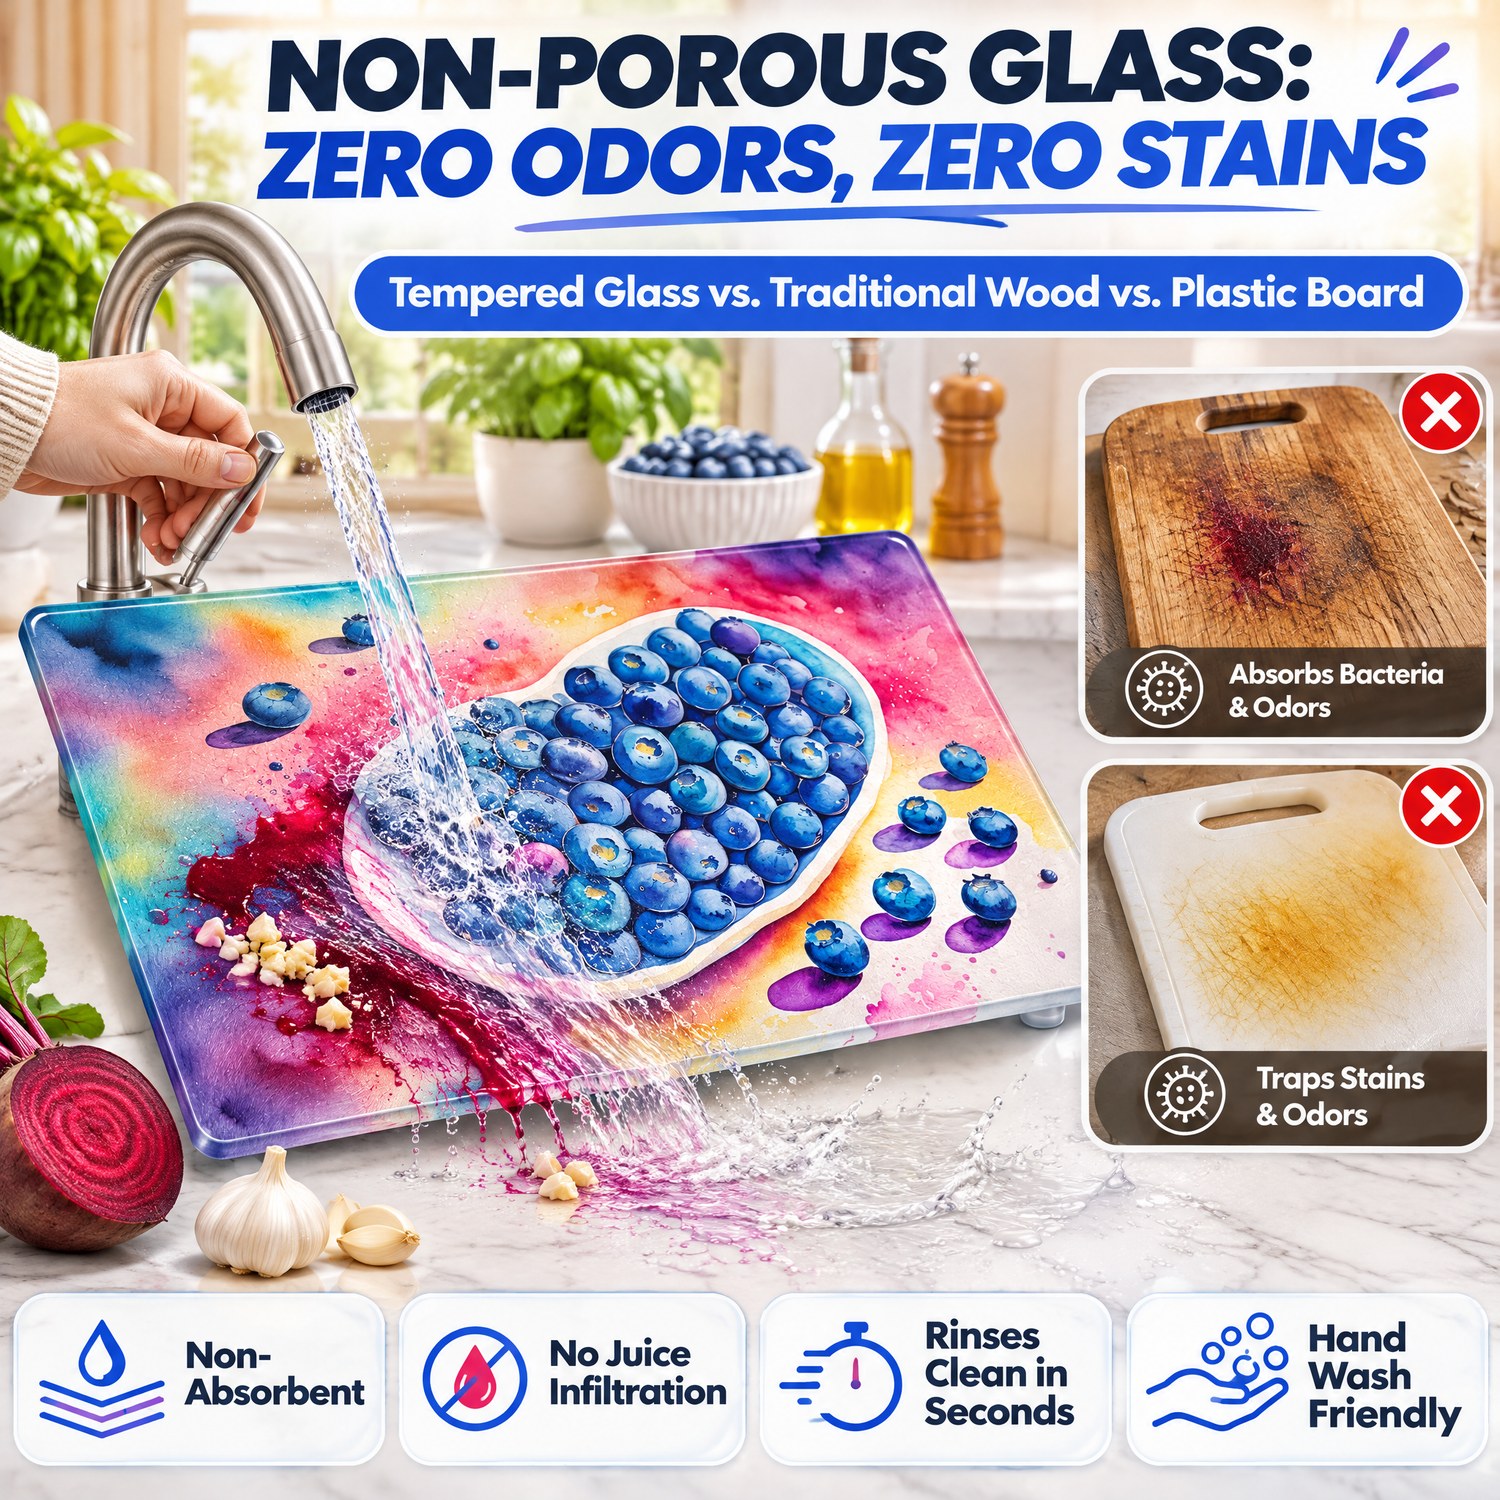 NON-POROUS GLASS:
ZERO ODORS, ZERO STAINS
Tempered Glass vs. Traditional Wood vs. Plastic Board
Absorbs Bacteria
& Odors
Traps Stains
& Odors
Non-
Absorbent
No Juice
Infiltration
Rinses
Clean in
Seconds
Hand
Wash
Friendly